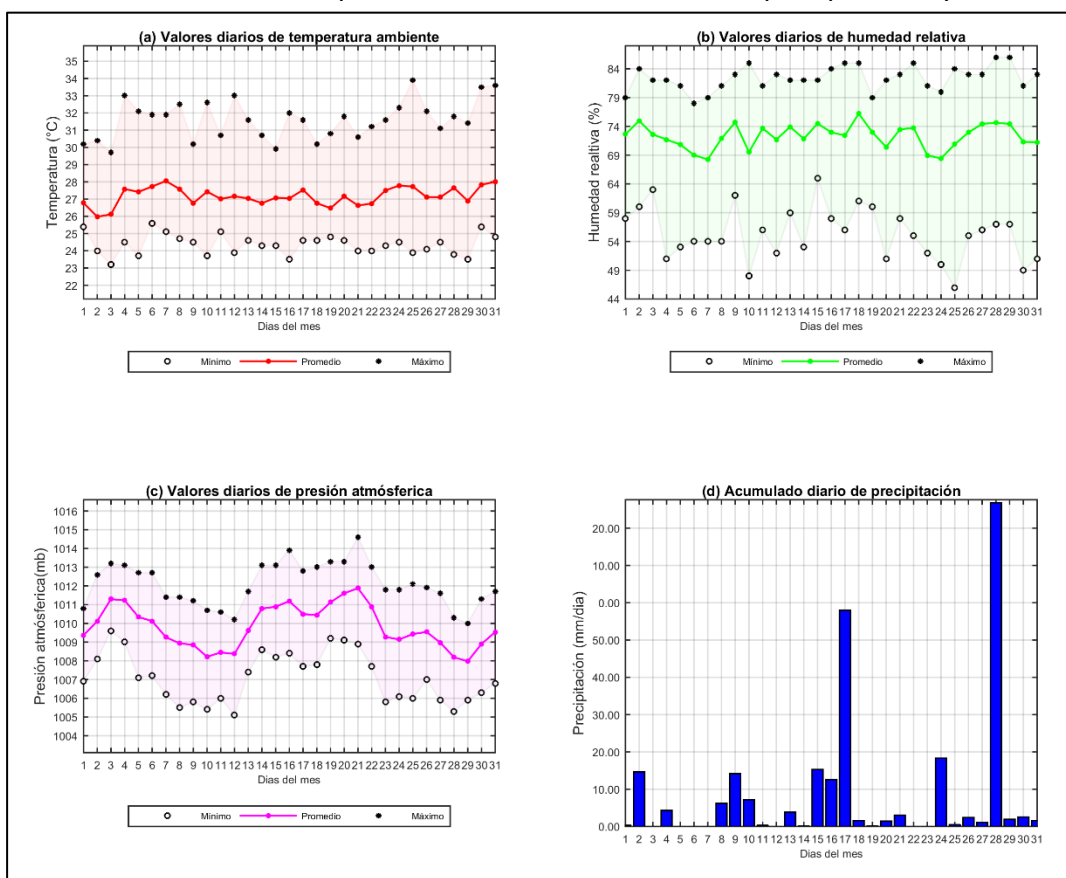 (a) Valores diarios de temperatura ambiente
35
34
33
32
31
30
29
28
27
26
25
24
23
22
Temperatura (°C)
1 2 3 4 5 6 7 8 9 10 11 12 13 14 15 16 17 18 19 20 21 22 23 24 25 26 27 28 29 30 31
Dias del mes
Mínimo Promedio Máximo
(b) Valores diarios de humedad relativa
84
79
74
69
64
59
54
49
44
Humedad realtiva (%)
1 2 3 4 5 6 7 8 9 10 11 12 13 14 15 16 17 18 19 20 21 22 23 24 25 26 27 28 29 30 31
Dias del mes
Mínimo Promedio Máximo
(c) Valores diarios de presión atmósferica
1016
1015
1014
1013
1012
1011
1010
1009
1008
1007
1006
1005
1004
Presión atmósferica(mb)
1 2 3 4 5 6 7 8 9 10 11 12 13 14 15 16 17 18 19 20 21 22 23 24 25 26 27 28 29 30 31
Dias del mes
Mínimo Promedio Máximo
(d) Acumulado diario de precipitación
20.00
0.00
50.00
40.00
30.00
20.00
10.00
0.00
Precipitación (mm/dia)
1 2 3 4 5 6 7 8 9 10 11 12 13 14 15 16 17 18 19 20 21 22 23 24 25 26 27 28 29 30 31
Dias del mes